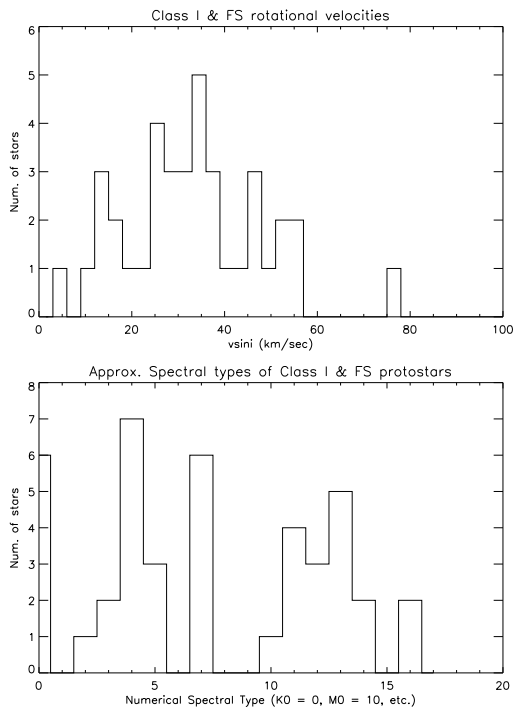 Class I & FS rotational velocities
6
5
4
3
2
1
0
Num. of stars
0 20 40 60 80 100
vsini (km/sec)
Approx. Spectral types of Class I & FS protostars
8
7
6
5
4
3
2
1
0
Num. of stars
0 5 10 15 20
Numerical Spectral Type (K0 = 0, M0 = 10, etc.)